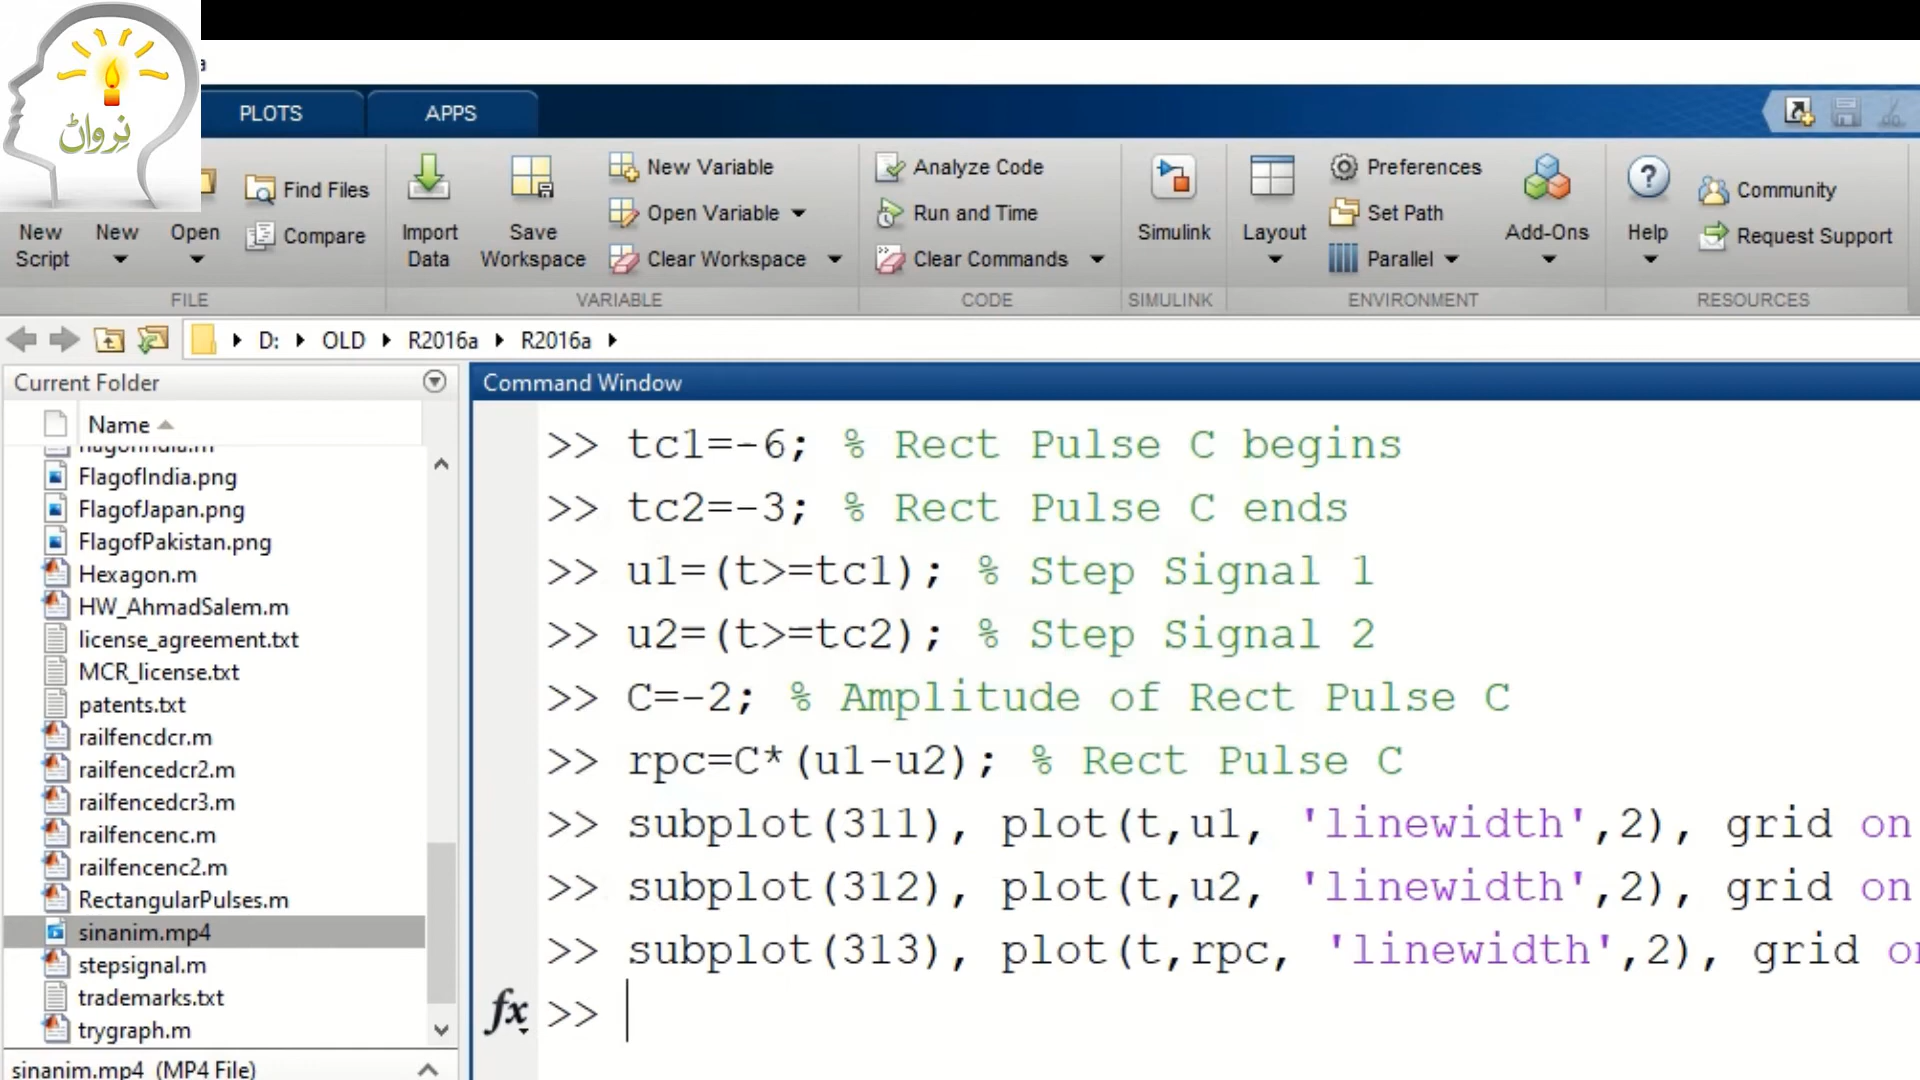 نِرواڻ
a
PLOTS
APPS
New Script
New
Open
Find Files
Compare
FILE
Import Data
Save Workspace
New Variable
Open Variable
Clear Workspace
VARIABLE
Analyze Code
Run and Time
Clear Commands
CODE
Simulink
SIMULINK
Layout
Preferences
Set Path
Parallel
Add-Ons
ENVIRONMENT
Help
Community
Request Support
RESOURCES
D: OLD R2016a R2016a
Current Folder
Name
FlagofIndia.png
FlagofJapan.png
FlagofPakistan.png
Hexagon.m
HW_AhmadSalem.m
license_agreement.txt
MCR_license.txt
patents.txt
railfencdcr.m
railfencedcr2.m
railfencedcr3.m
railfencenc.m
railfencenc2.m
RectangularPulses.m
sinanim.mp4
stepsignal.m
trademarks.txt
trygraph.m
sinanim.mp4 (MP4 File)
Command Window
>> tc1=-6; % Rect Pulse C begins
>> tc2=-3; % Rect Pulse C ends
>> u1=(t>=tc1); % Step Signal 1
>> u2=(t>=tc2); % Step Signal 2
>> C=-2; % Amplitude of Rect Pulse C
>> rpc=C*(u1-u2); % Rect Pulse C
>> subplot(311), plot(t,u1, 'linewidth',2), grid on
>> subplot(312), plot(t,u2, 'linewidth',2), grid on
>> subplot(313), plot(t,rpc, 'linewidth',2), grid on
fx >>